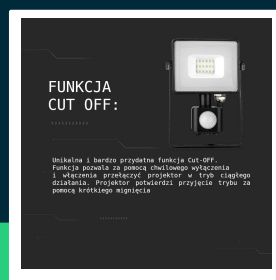 FUNKCJA
CUT OFF:
Unikalna i bardzo przydatna funkcja Cut-OFF.
Funkcja pozwala za pomocą chwilowego wyłączenia
i włączenia przełączyć projektor w tryb ciągłego
działania. Projektor potwierdzi przyjęcie trybu za
pomocą krótkiego mignięcia